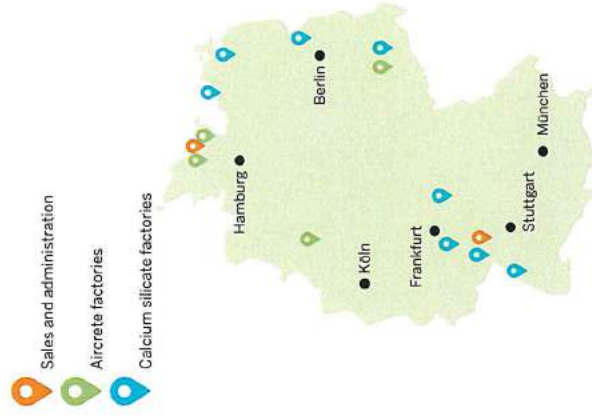 Sales and administration
Aircrete factories
Calcium silicate factories
Hamburg
Berlin
Köln
Frankfurt
Stuttgart
München